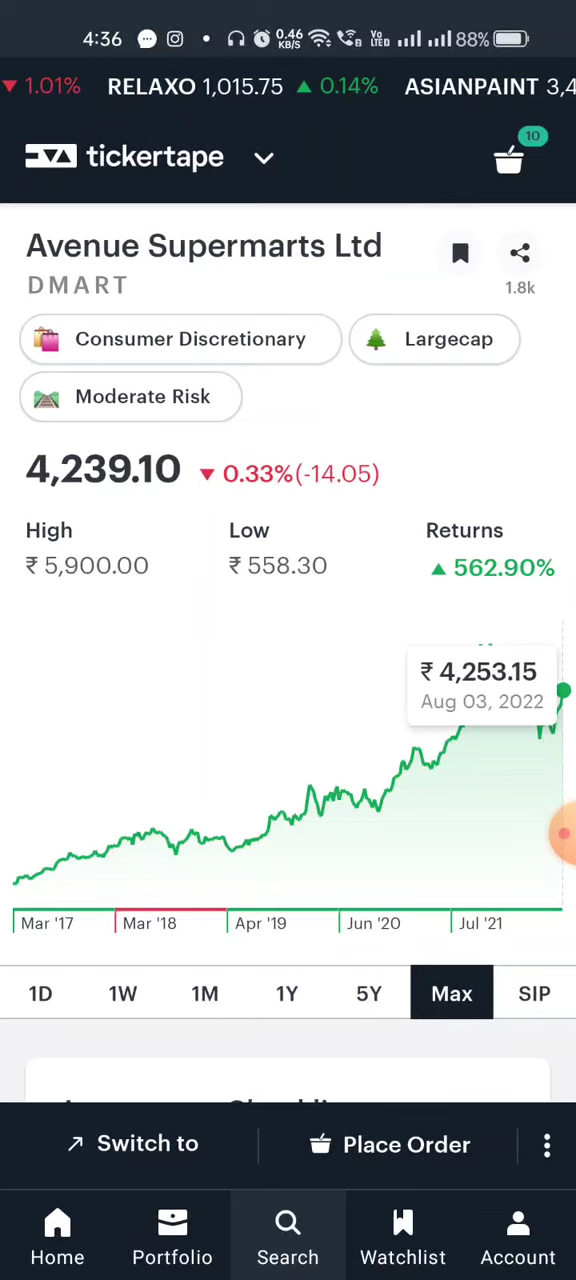 4:36 0.46 KB/S Vo LTE 88%
1.01% RELAXO 1,015.75 0.14% ASIANPAINT 3,4
tickertape 10
Avenue Supermarts Ltd
DMART 1.8k
Consumer Discretionary Largecap
Moderate Risk
4,239.10 0.33%(-14.05)
High Low Returns
₹ 5,900.00 ₹ 558.30 562.90%
₹ 4,253.15
Aug 03, 2022
Mar '17 Mar '18 Apr '19 Jun '20 Jul '21
1D 1W 1M 1Y 5Y Max SIP
Switch to Place Order
Home Portfolio Search Watchlist Account